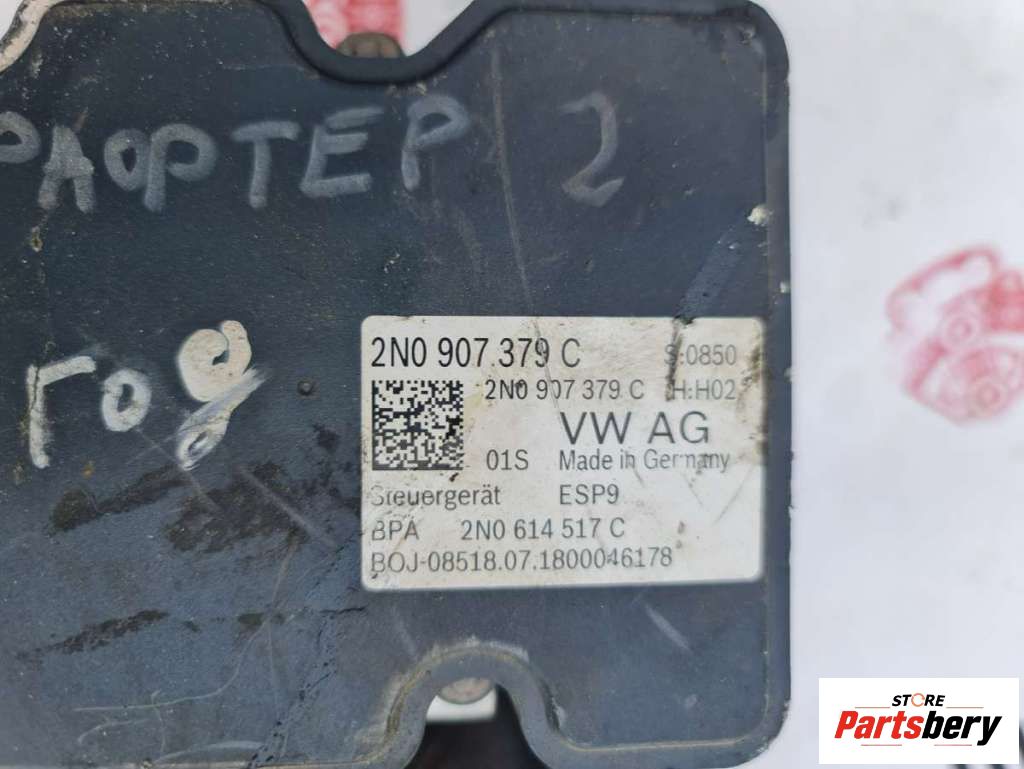 РАОРТЕР 2
ГОД
2N0 907 379 C S:0850
2N0 907 379 C H:H02
VW AG
01S Made in Germany
Steuergerät ESP9
BPA 2N0 614 517 C
BOJ-08518.07.1800046178
STORE
Partsbery